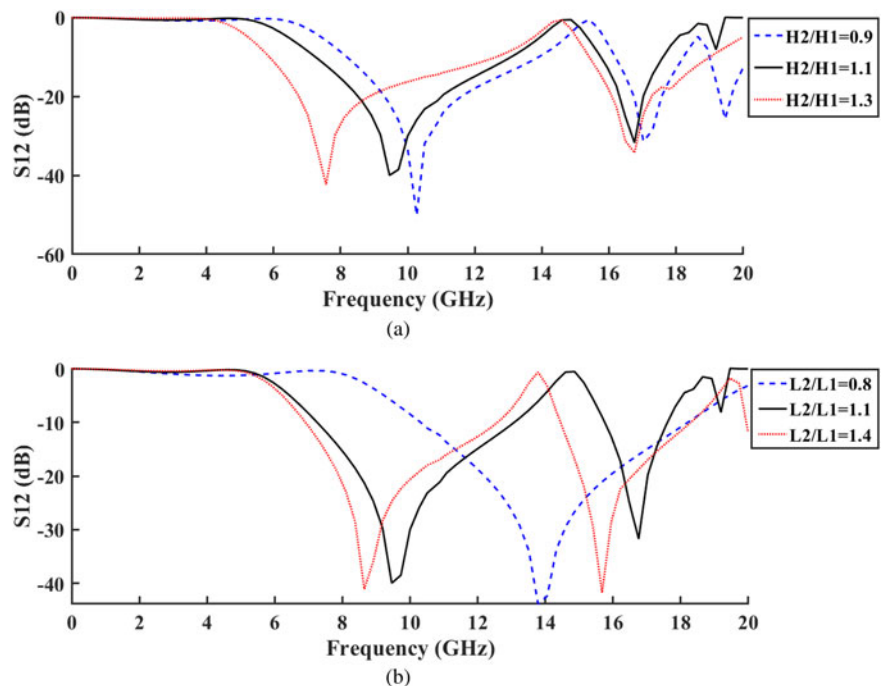 0
-20
-40
-60
S12 (dB)
0 2 4 6 8 10 12 14 16 18 20
Frequency (GHz)
H2/H1=0.9
H2/H1=1.1
H2/H1=1.3
(a)
0
-10
-20
-30
-40
S12 (dB)
0 2 4 6 8 10 12 14 16 18 20
Frequency (GHz)
L2/L1=0.8
L2/L1=1.1
L2/L1=1.4
(b)